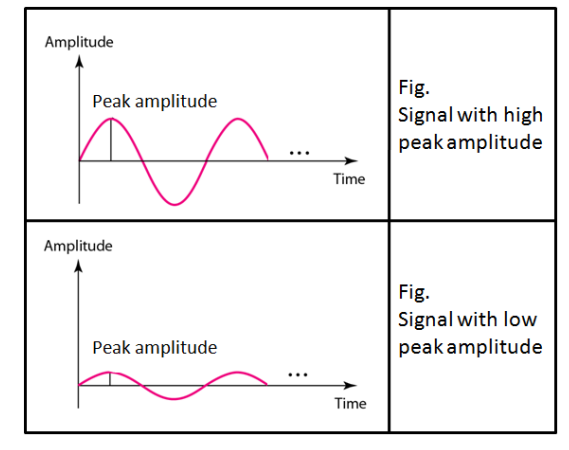 Amplitude
Peak amplitude
...
Time
Fig.
Signal with high
peak amplitude
Amplitude
Peak amplitude
...
Time
Fig.
Signal with low
peak amplitude